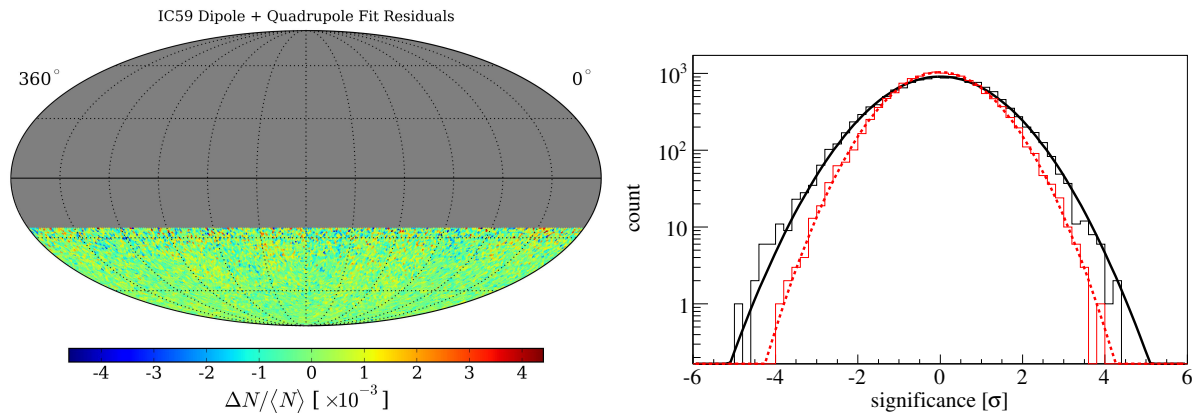 IC59 Dipole + Quadrupole Fit Residuals
360°
0°
-4 -3 -2 -1 0 1 2 3 4
ΔN/⟨N⟩ [ ×10⁻³ ]
count
10³
10²
10
1
-6 -4 -2 0 2 4 6
significance [σ]